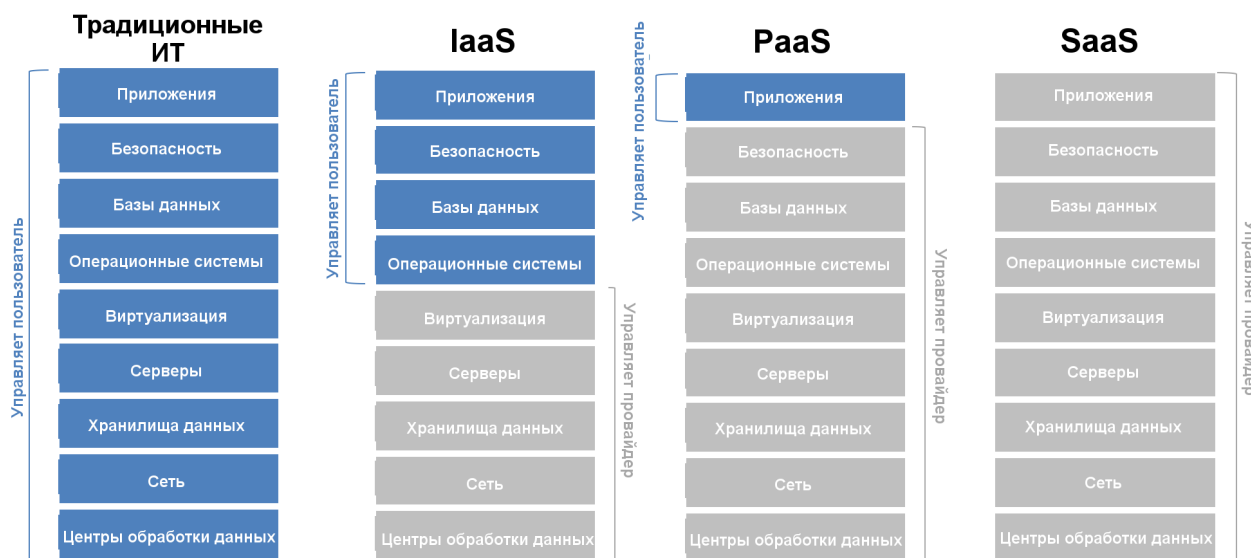 Традиционные
ИТ
Управляет пользователь
Приложения
Безопасность
Базы данных
Операционные системы
Виртуализация
Серверы
Хранилища данных
Сеть
Центры обработки данных
IaaS
Управляет пользователь
Приложения
Безопасность
Базы данных
Операционные системы
Виртуализация
Серверы
Хранилища данных
Сеть
Центры обработки данных
Управляет провайдер
PaaS
Управляет пользователь
Приложения
Безопасность
Базы данных
Операционные системы
Виртуализация
Серверы
Хранилища данных
Сеть
Центры обработки данных
Управляет провайдер
SaaS
Приложения
Безопасность
Базы данных
Операционные системы
Виртуализация
Серверы
Хранилища данных
Сеть
Центры обработки данных
Управляет провайдер